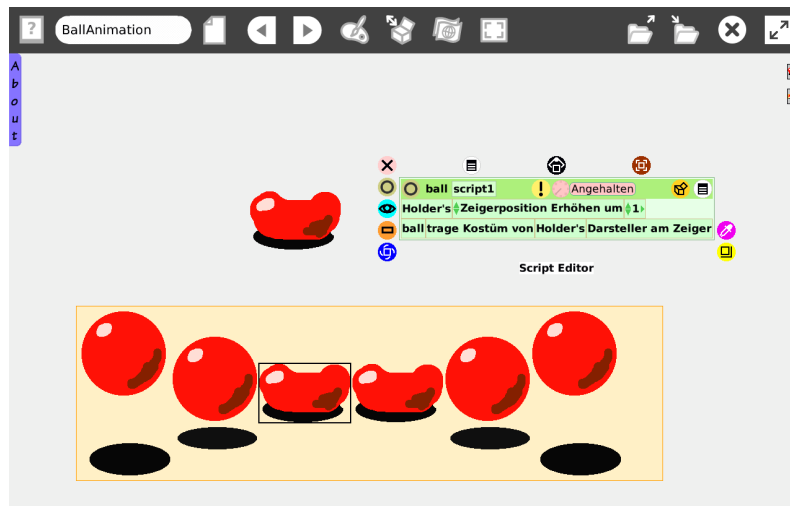 ?
BallAnimation
About
ball script1 ! Angehalten
Holder's Zeigerposition Erhöhen um 1
ball trage Kostüm von Holder's Darsteller am Zeiger
Script Editor